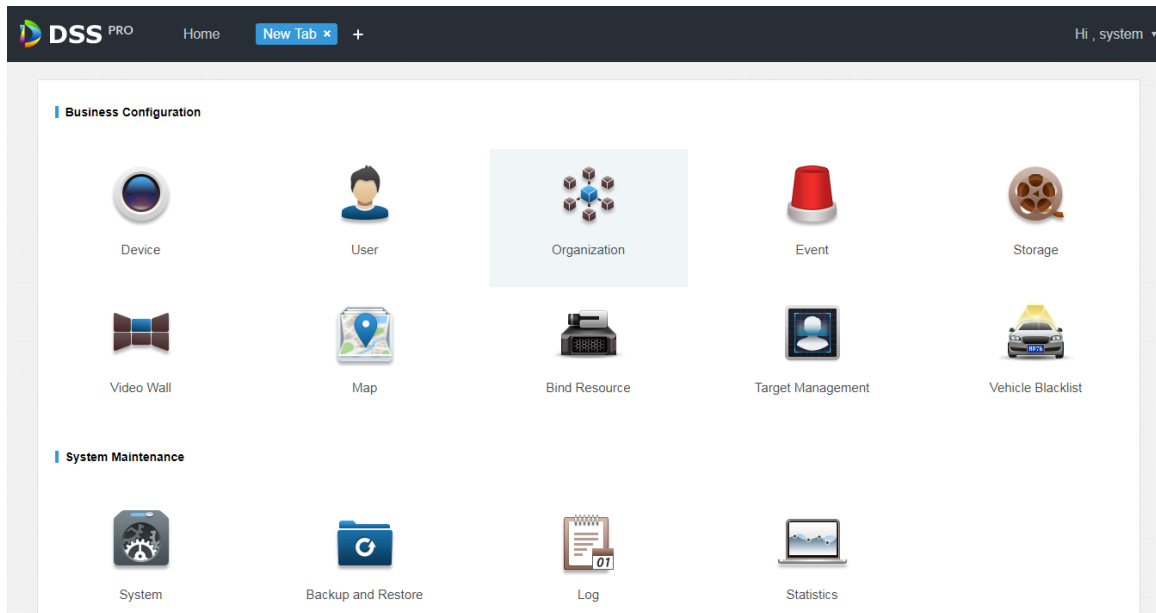 DSS PRO Home New Tab × + Hi , system
Business Configuration
Device User Organization Event Storage
Video Wall Map Bind Resource Target Management Vehicle Blacklist
System Maintenance
01
System Backup and Restore Log Statistics